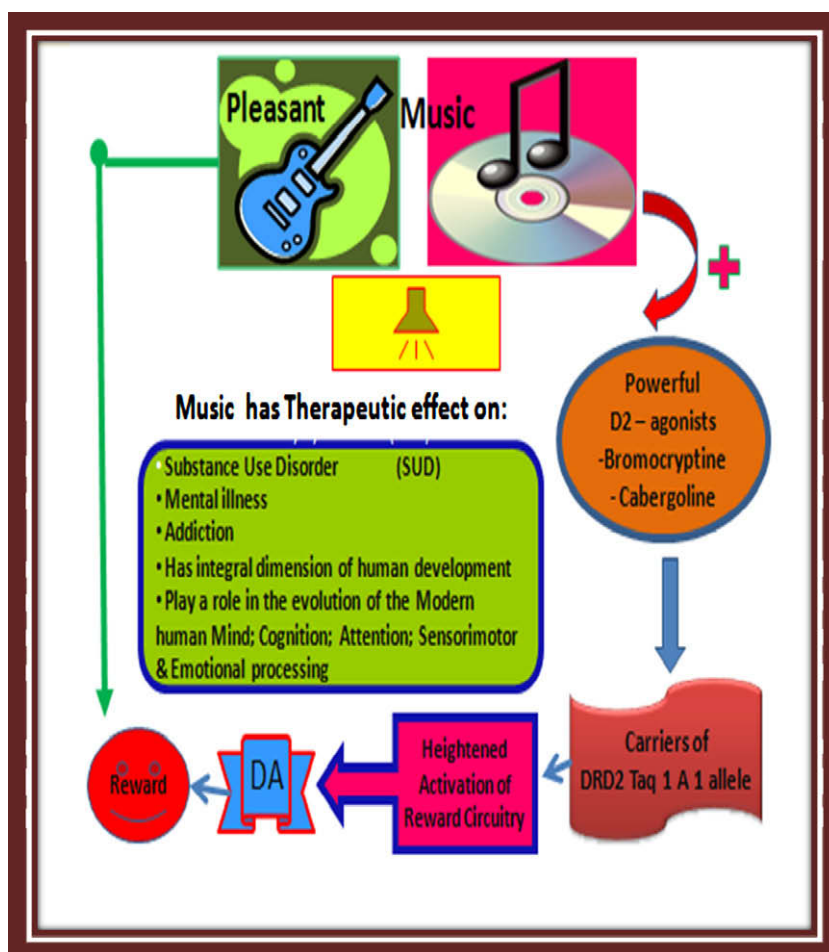 Pleasant Music
Powerful
D2 – agonists
-Bromocryptine
- Cabergoline
Music has Therapeutic effect on:
•Substance Use Disorder (SUD)
• Mental illness
• Addiction
• Has integral dimension of human development
• Play a role in the evolution of the Modern
human Mind; Cognition; Attention; Sensorimotor
& Emotional processing
Carriers of
DRD2 Taq 1 A 1 allele
Heightened
Activation of
Reward Circuitry
DA
Reward